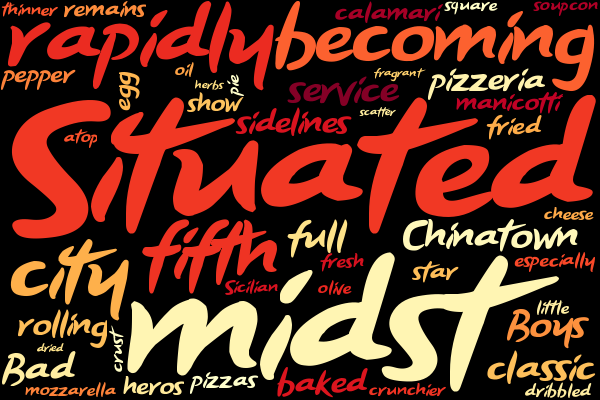 thinner remains calamari square soupcon
rapidly becoming
pepper egg oil herbs pie fragrant pizzeria
show service scatter manicotti
sidelines fried
Situated
atop
cheese
fifth full Chinatown
city Sicilian fresh olive star especially
midst
rolling little
Boys
dried crust
Bad classic
mozzarella heros pizzas baked crunchier dribbled